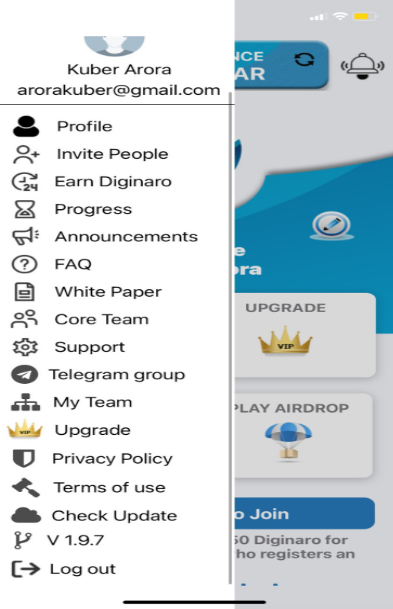 Kuber Arora
arorakuber@gmail.com
Profile
Invite People
24
Earn Diginaro
Progress
Announcements
FAQ
White Paper
Core Team
Support
Telegram group
My Team
VIP
Upgrade
Privacy Policy
Terms of use
Check Update
V 1.9.7
Log out
NCE
AR
e
ora
UPGRADE
VIP
PLAY AIRDROP
o Join
50 Diginaro for
ho registers an